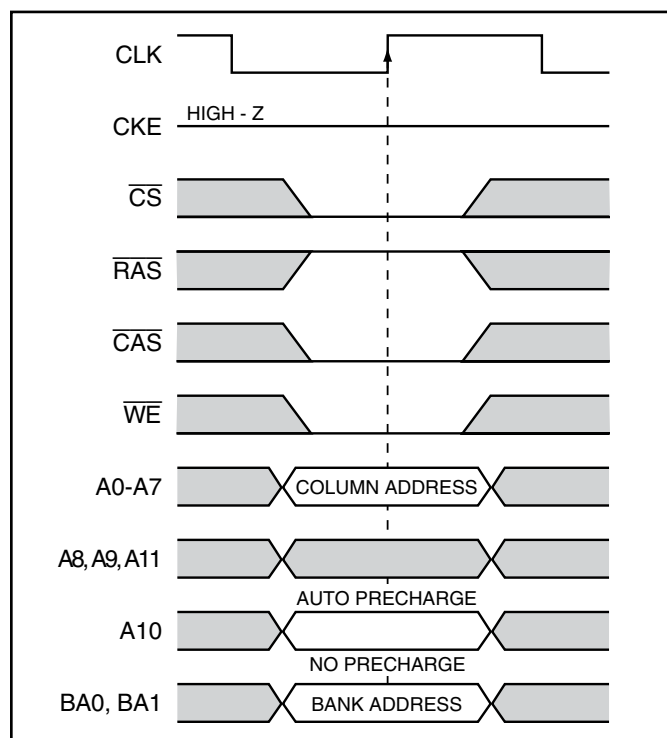 CLK
HIGH - Z
CKE
CS
RAS
CAS
WE
A0-A7
COLUMN ADDRESS
A8, A9, A11
AUTO PRECHARGE
A10
NO PRECHARGE
BA0, BA1
BANK ADDRESS